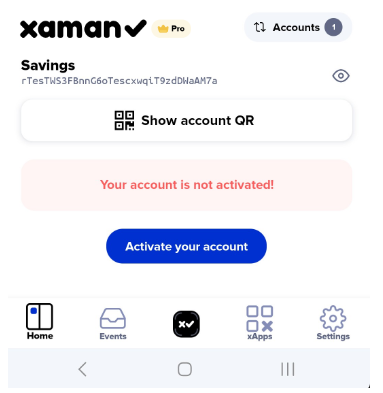 xaman Pro Accounts 1
Savings
rTesTWS3FBnnG6oTescxwqiT9zdDWaAM7a
Show account QR
Your account is not activated!
Activate your account
Home Events xApps Settings